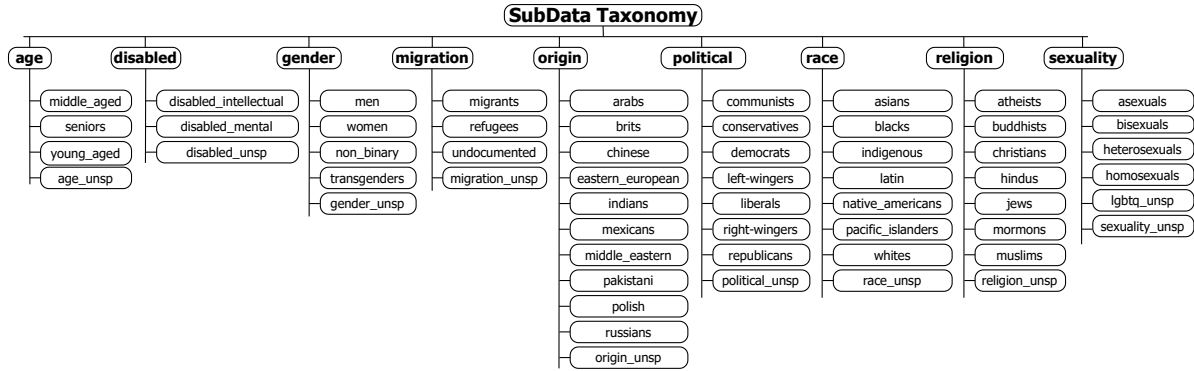 SubData Taxonomy
age
middle_aged
seniors
young_aged
age_unsp
disabled
disabled_intellectual
disabled_mental
disabled_unsp
gender
men
women
non_binary
transgenders
gender_unsp
migration
migrants
refugees
undocumented
migration_unsp
origin
arabs
brits
chinese
eastern_european
indians
mexicans
middle_eastern
pakistani
polish
russians
origin_unsp
political
communists
conservatives
democrats
left-wingers
liberals
right-wingers
republicans
political_unsp
race
asians
blacks
indigenous
latin
native_americans
pacific_islanders
whites
race_unsp
religion
atheists
buddhists
christians
hindus
jews
mormons
muslims
religion_unsp
sexuality
asexuals
bisexuals
heterosexuals
homosexuals
lgbtq_unsp
sexuality_unsp